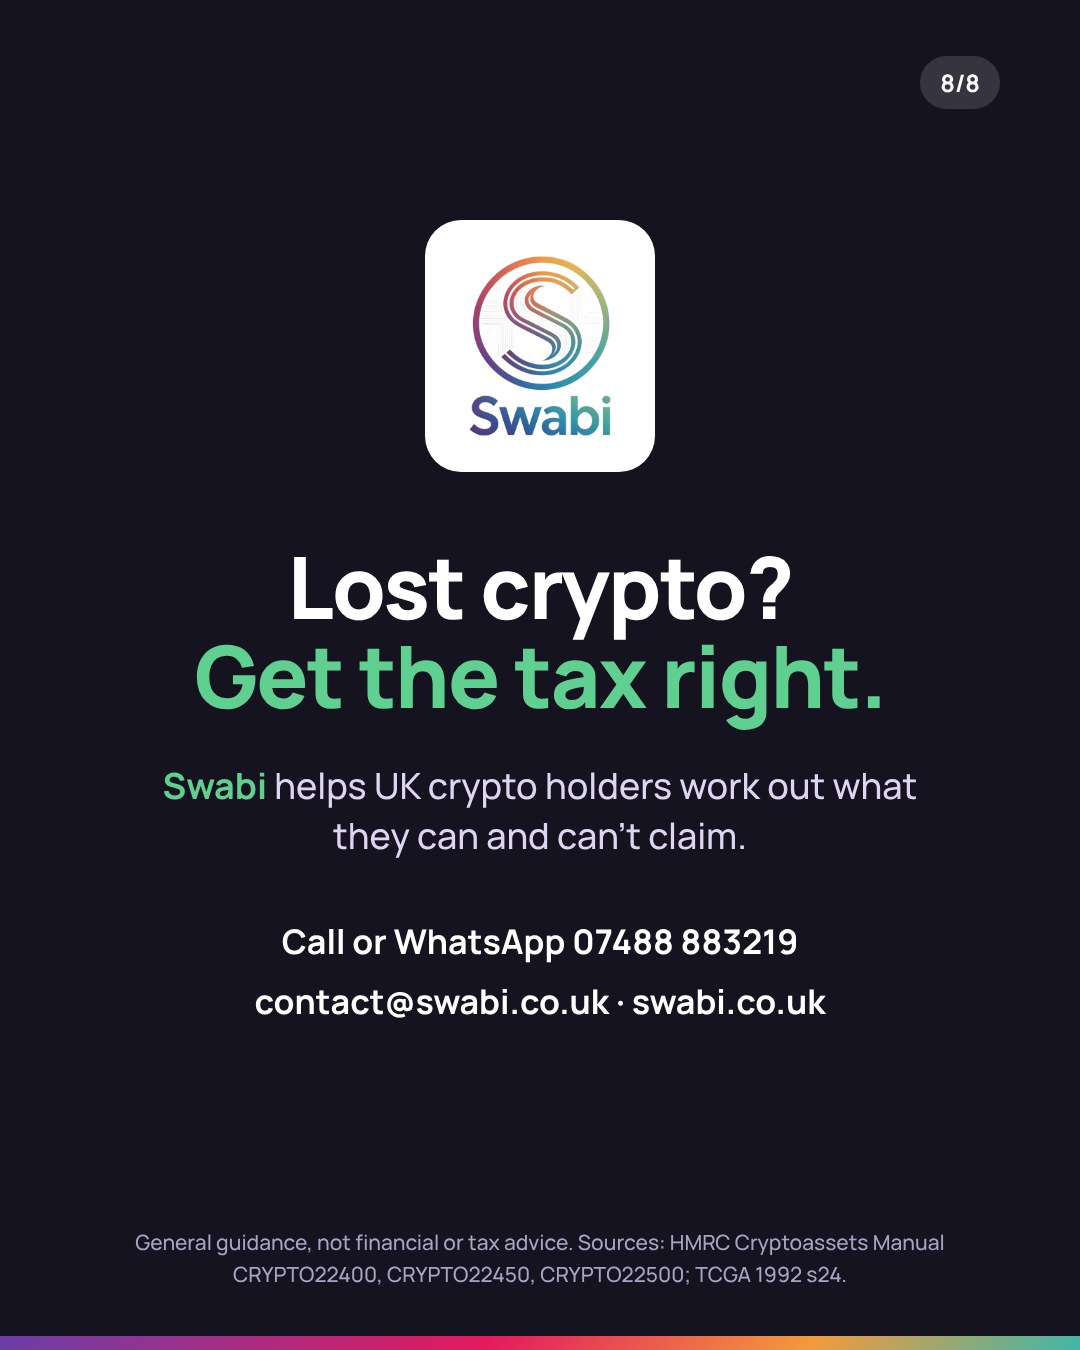 8/8
Swabi
Lost crypto?
Get the tax right.
Swabi helps UK crypto holders work out what
they can and can’t claim.
Call or WhatsApp 07488 883219
contact@swabi.co.uk · swabi.co.uk
General guidance, not financial or tax advice. Sources: HMRC Cryptoassets Manual
CRYPTO22400, CRYPTO22450, CRYPTO22500; TCGA 1992 s24.